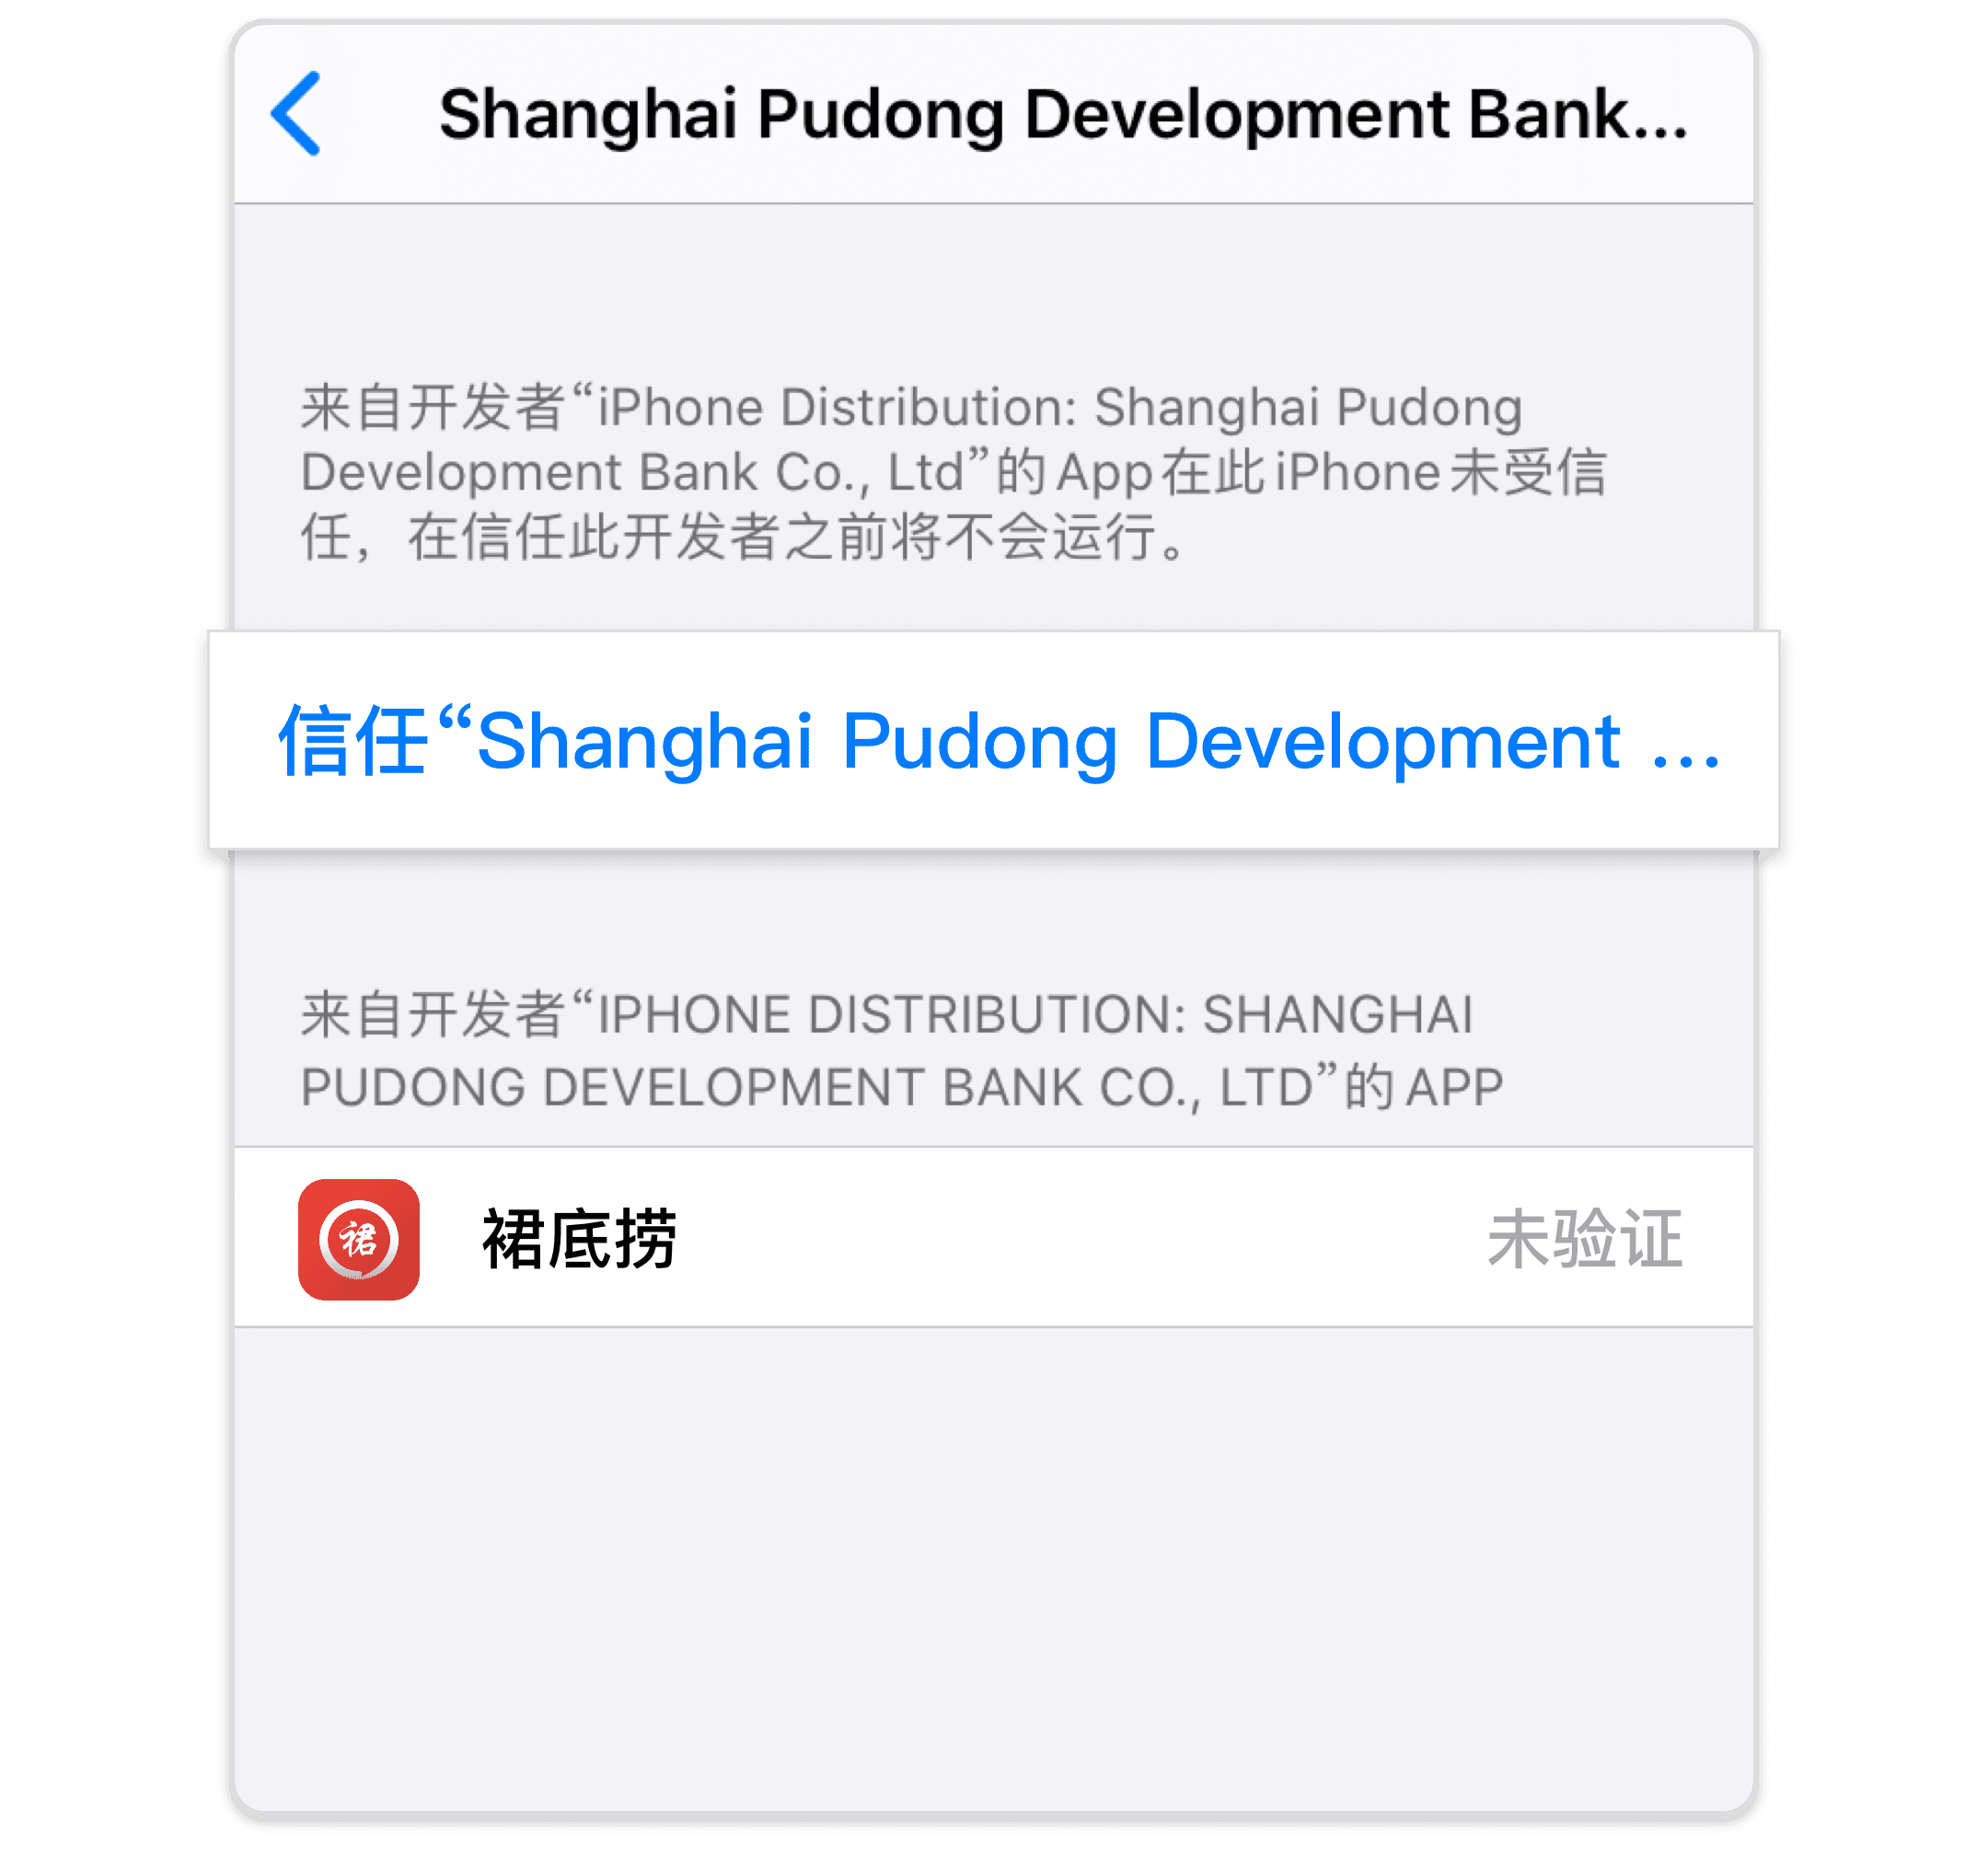 Shanghai Pudong Development Bank...
来自开发者“iPhone Distribution: Shanghai Pudong
Development Bank Co., Ltd”的App在此iPhone未受信
任，在信任此开发者之前将不会运行。
信任“Shanghai Pudong Development ...
来自开发者“IPHONE DISTRIBUTION: SHANGHAI
PUDONG DEVELOPMENT BANK CO., LTD”的APP
裙
裙底捞
未验证